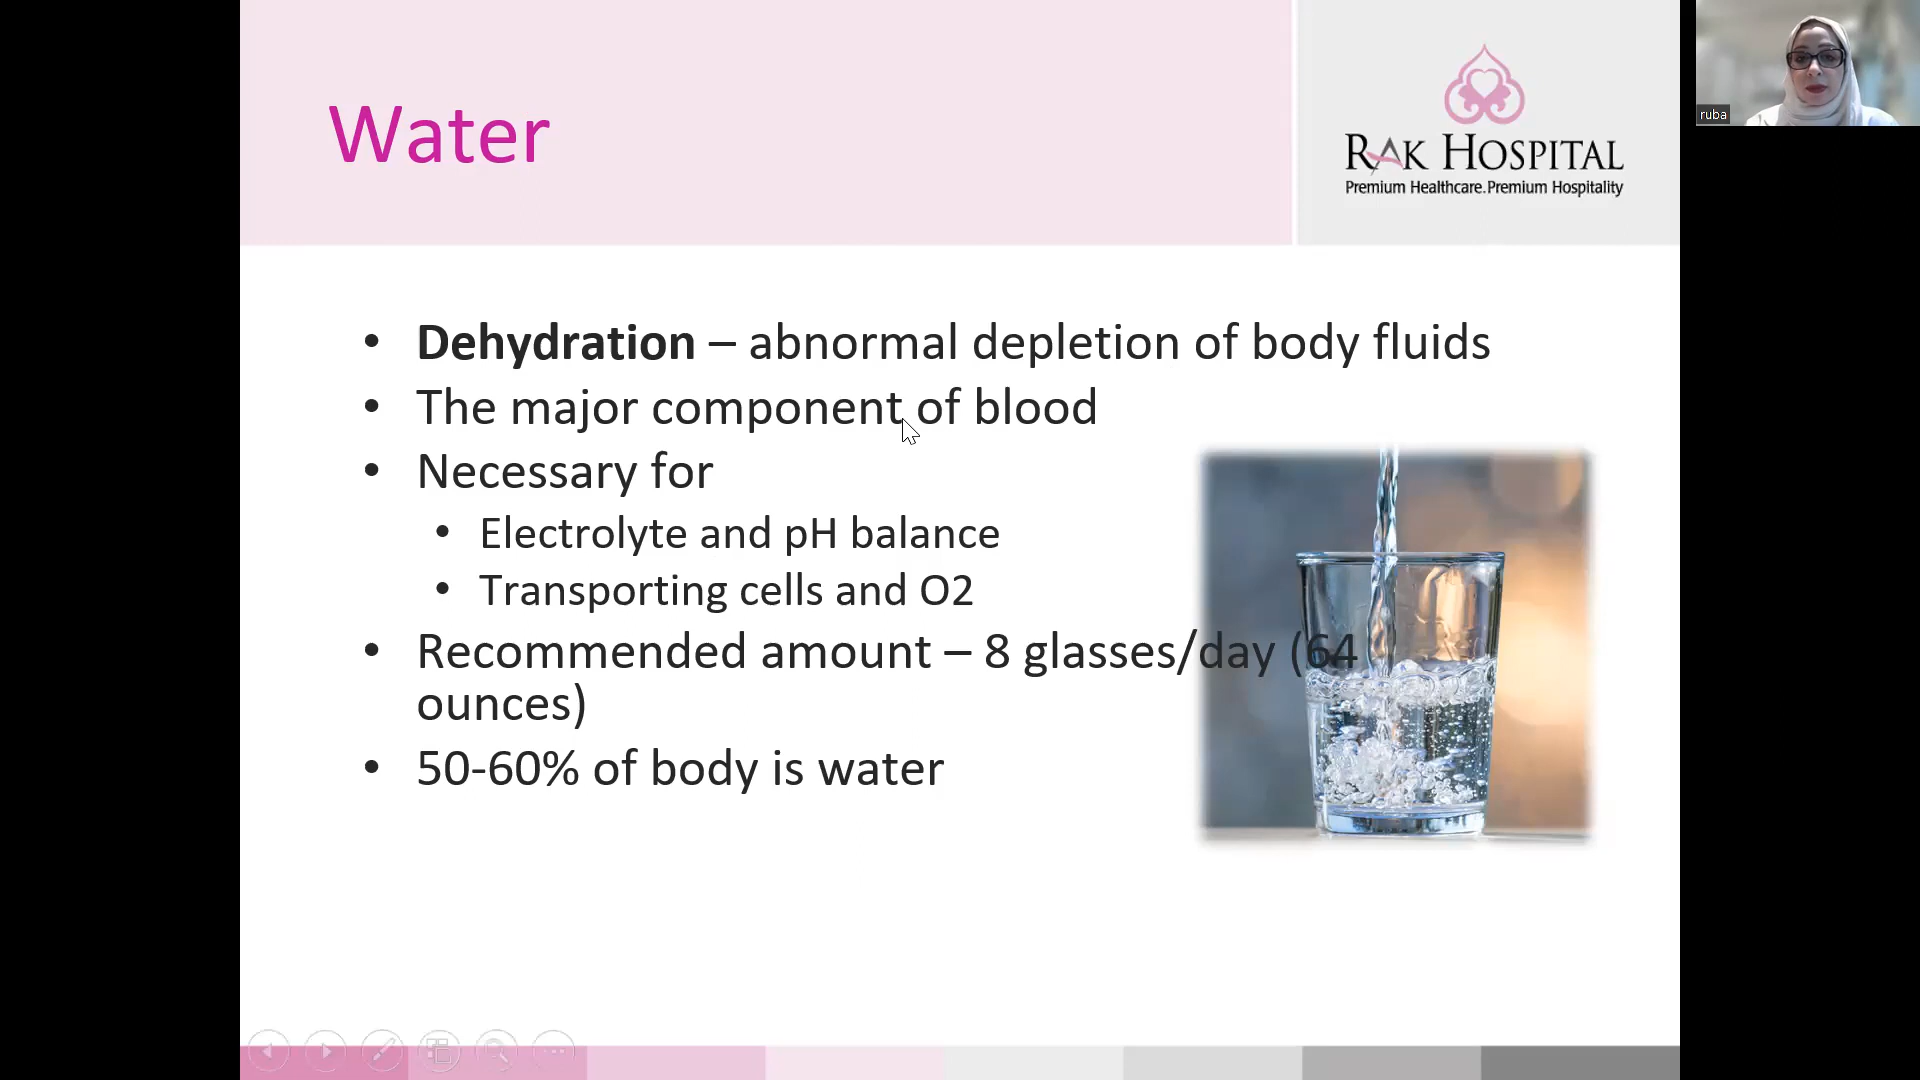 Water
RAK HOSPITAL
Premium Healthcare.Premium Hospitality
ruba
• Dehydration – abnormal depletion of body fluids
• The major component of blood
• Necessary for
• Electrolyte and pH balance
• Transporting cells and O2
• Recommended amount – 8 glasses/day (64
ounces)
• 50-60% of body is water